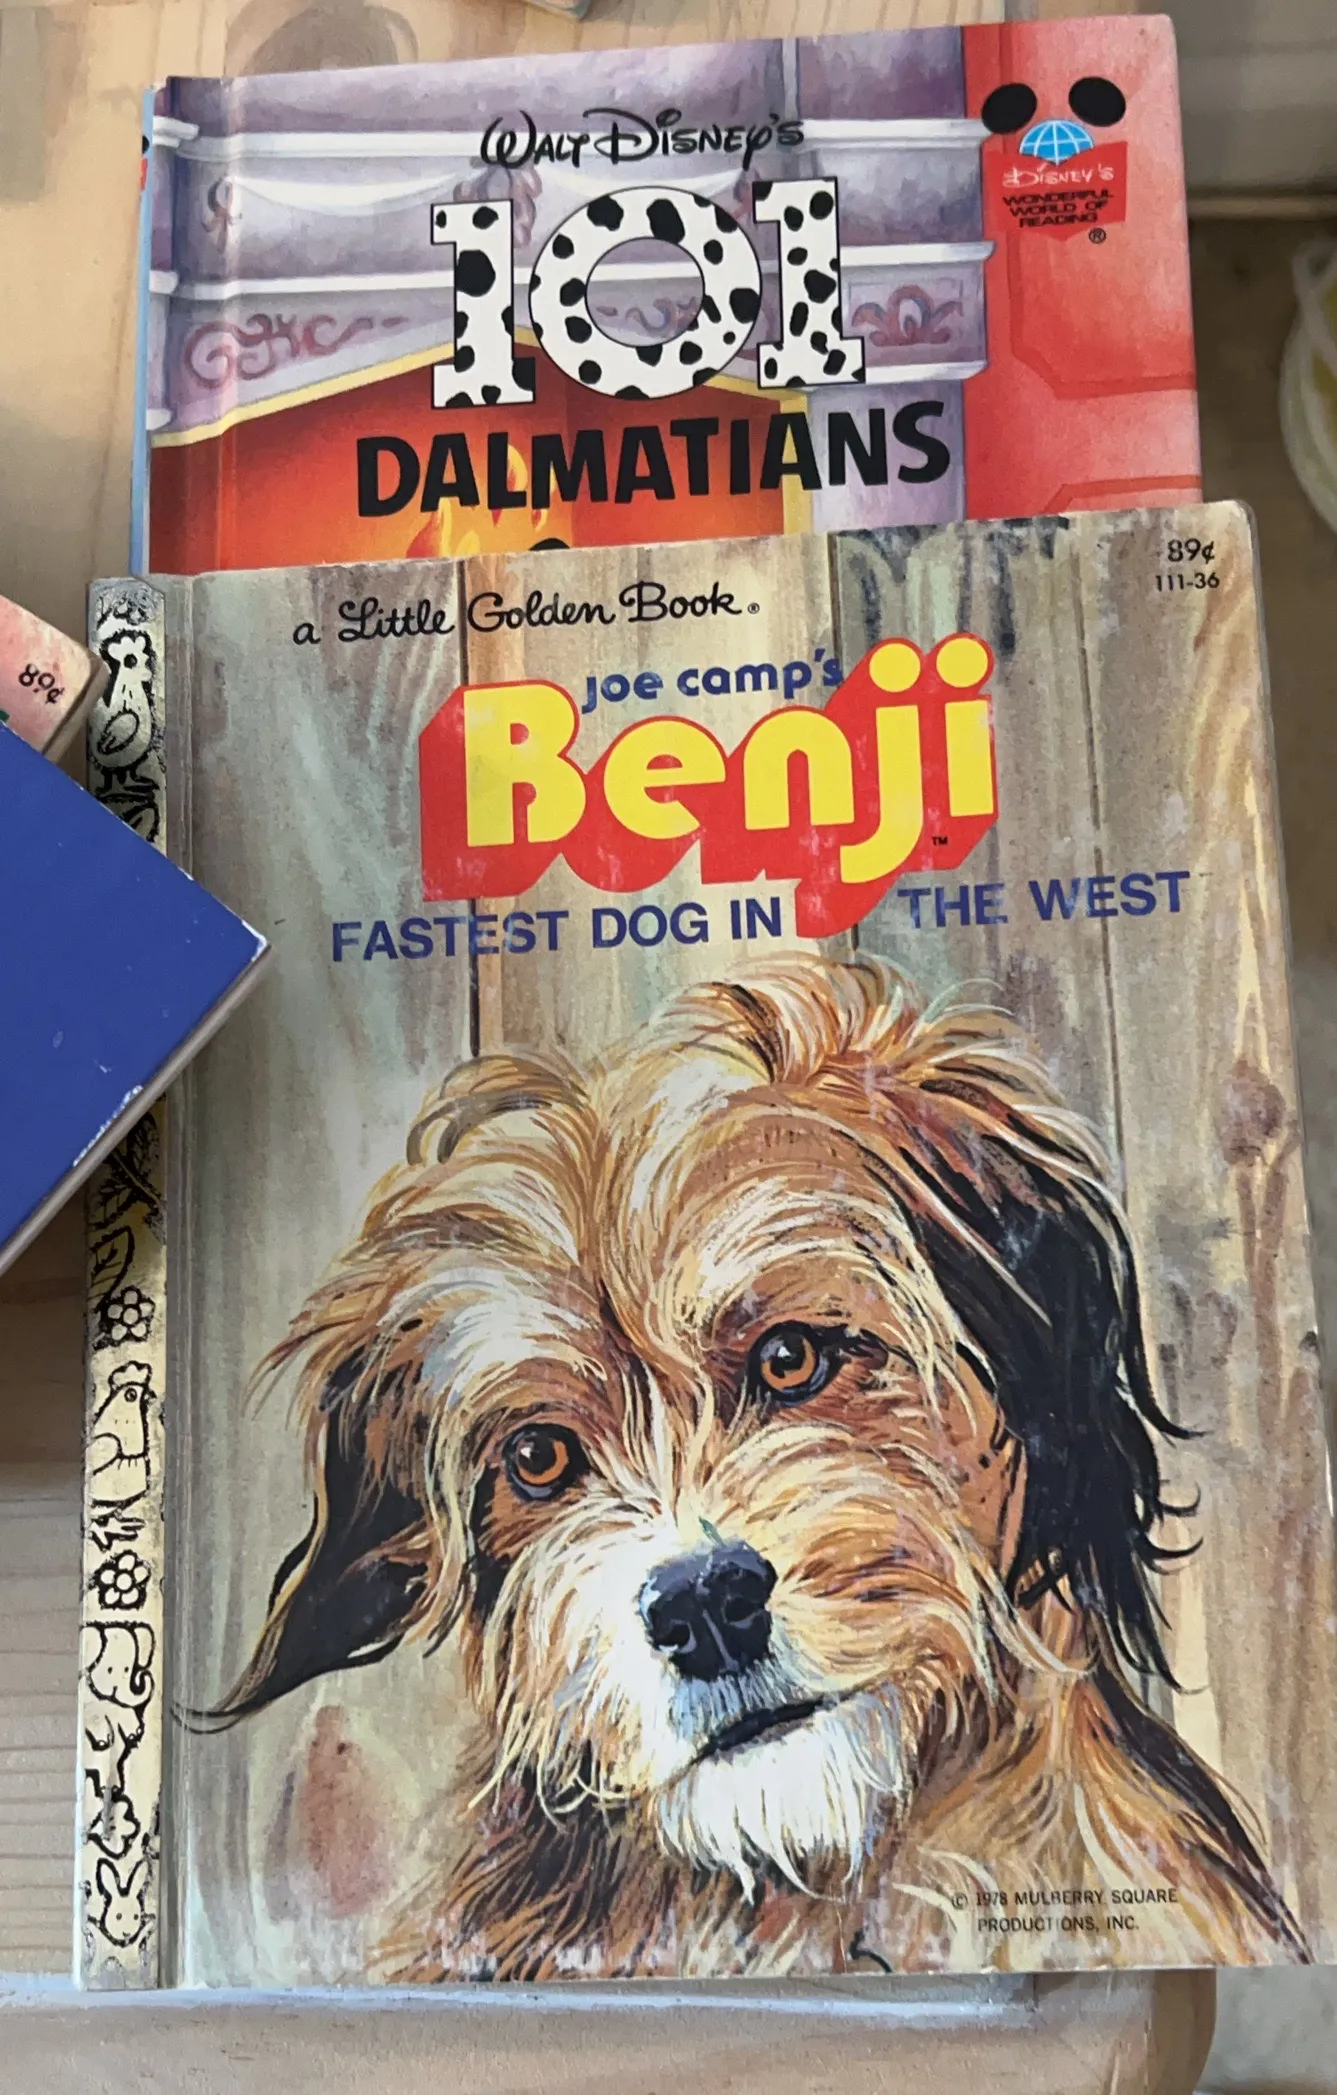 WALT DISNEY'S
101
DALMATIANS
DISNEY'S
WONDERFUL
WORLD OF
READING
®
89¢
89¢
111-36
a Little Golden Book®
joe camp's
Benji
TM
FASTEST DOG IN THE WEST
© 1978 MULBERRY SQUARE
PRODUCTIONS, INC.